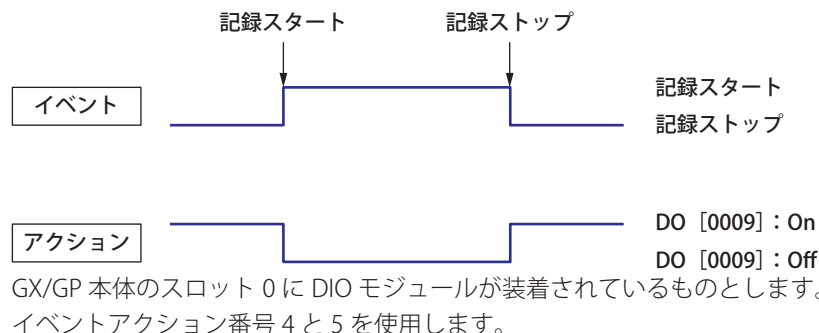 記録スタート 記録ストップ
イベント
記録スタート
記録ストップ
アクション
DO［0009］：On
DO［0009］：Off
GX/GP 本体のスロット 0 に DIO モジュールが装着されているものとします。
イベントアクション番号 4 と 5 を使用します。